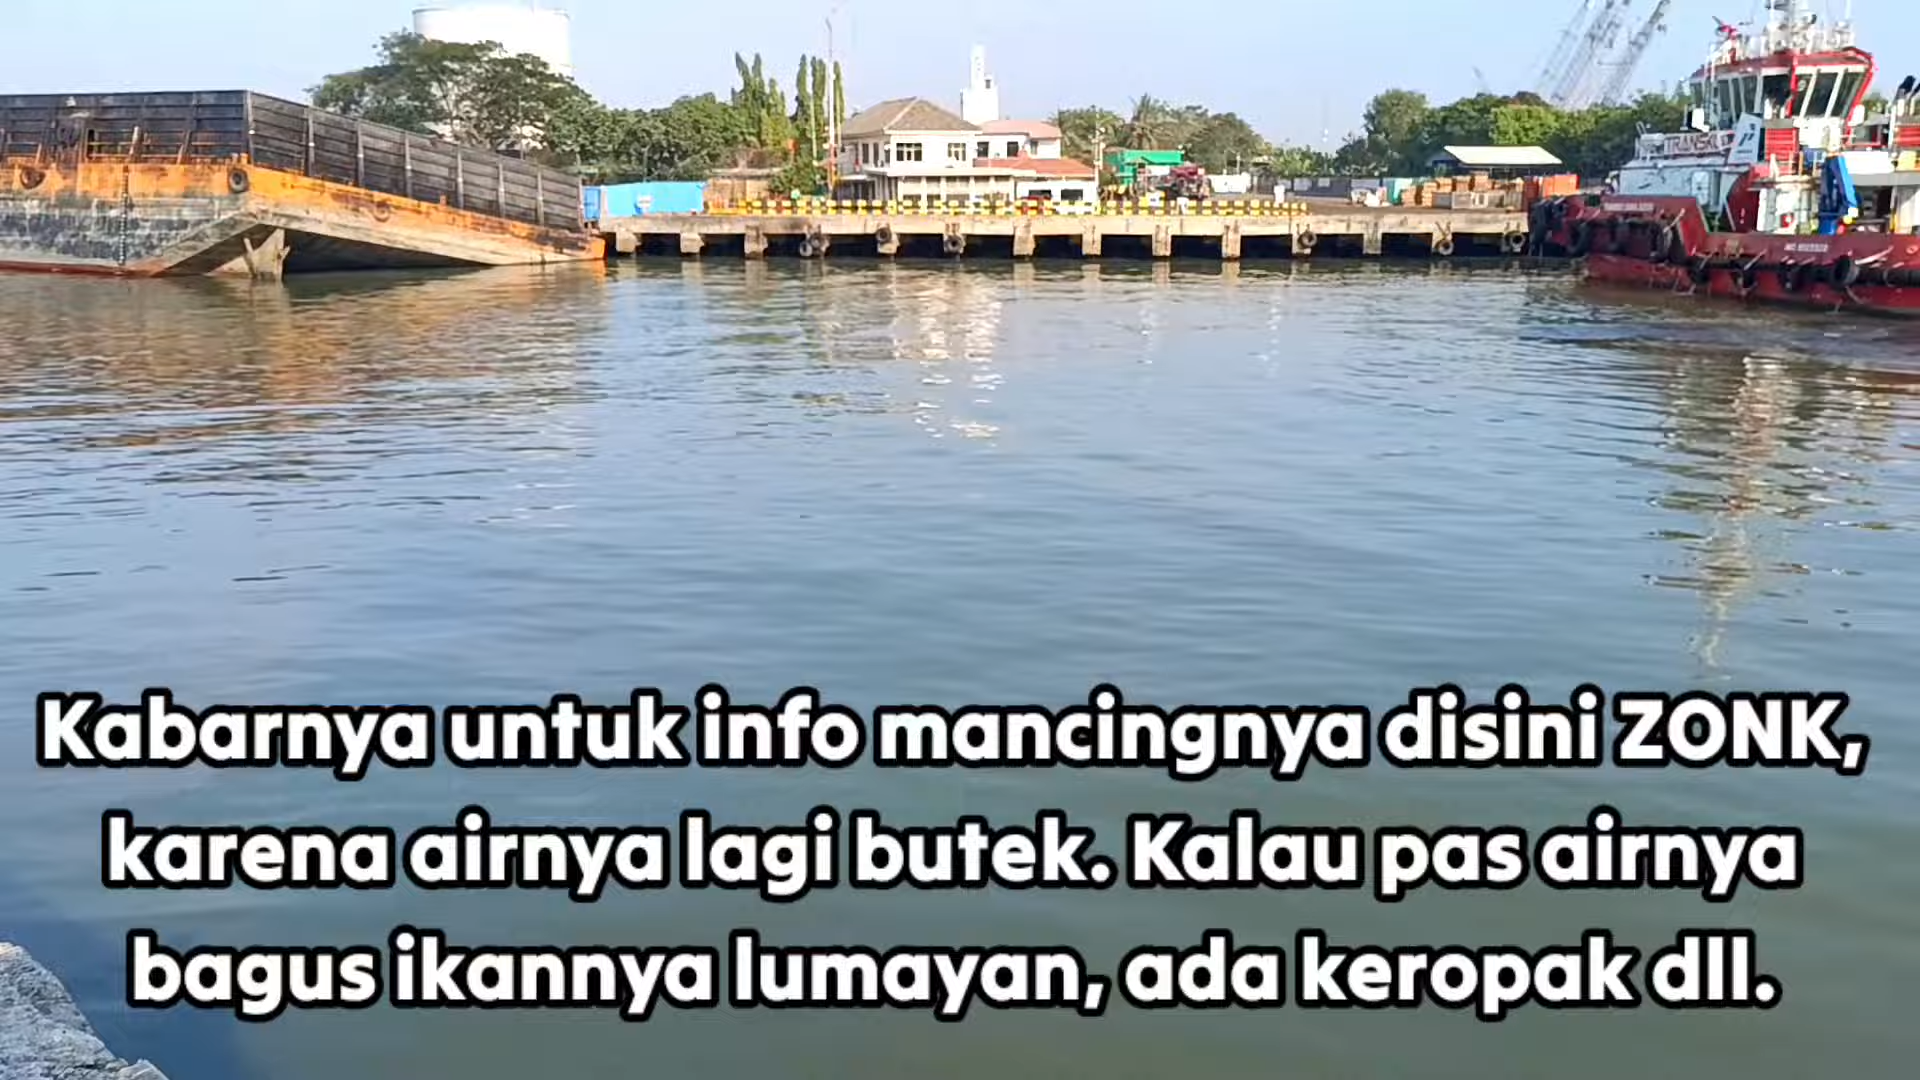 TRANSKO
Kabarnya untuk info mancingnya disini ZONK,
karena airnya lagi butek. Kalau pas airnya
bagus ikannya lumayan, ada keropak dll.